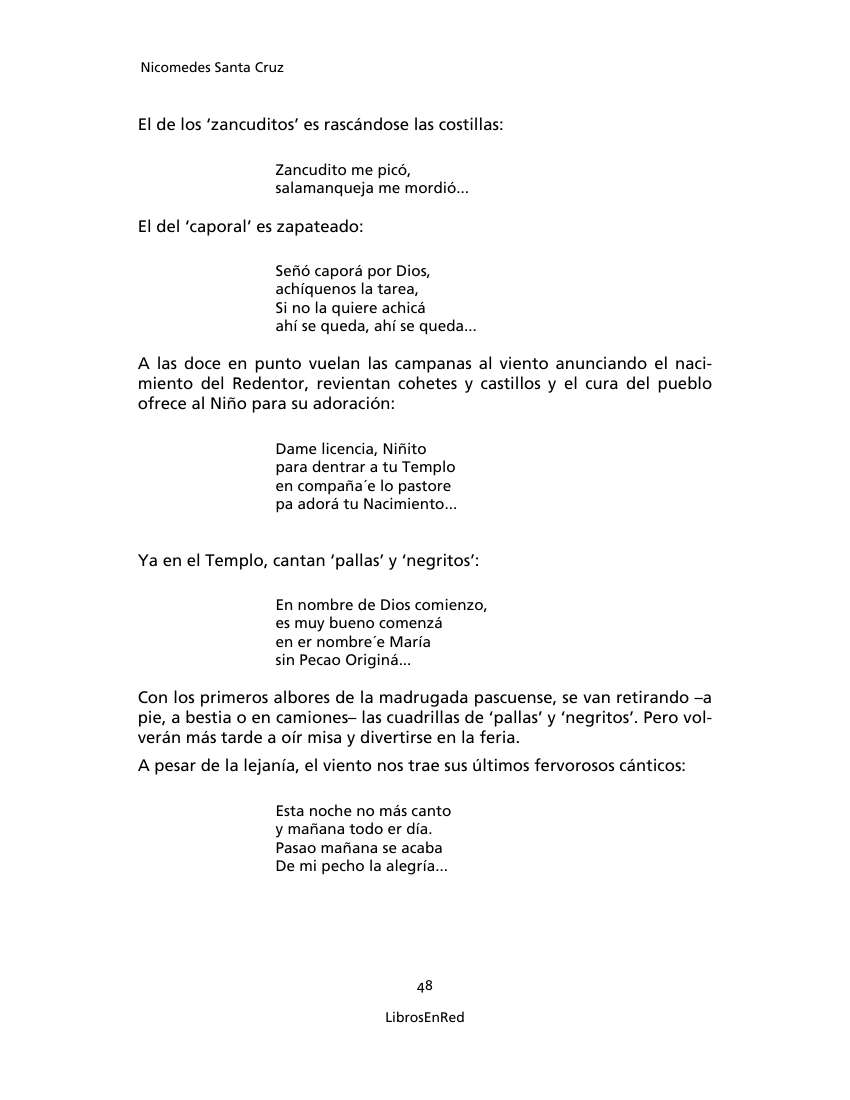 Nicomedes Santa Cruz
El de los ‘zancuditos’ es rascándose las costillas:
Zancudito me picó,
salamanqueja me mordió...
El del ‘caporal’ es zapateado:
Señó caporá por Dios,
achíquenos la tarea,
Si no la quiere achicá
ahí se queda, ahí se queda...
A las doce en punto vuelan las campanas al viento anunciando el naci-
miento del Redentor, revientan cohetes y castillos y el cura del pueblo
ofrece al Niño para su adoración:
Dame licencia, Niñito
para dentrar a tu Templo
en compaña´e lo pastore
pa adorá tu Nacimiento...
Ya en el Templo, cantan ‘pallas’ y ‘negritos’:
En nombre de Dios comienzo,
es muy bueno comenzá
en er nombre´e María
sin Pecao Originá...
Con los primeros albores de la madrugada pascuense, se van retirando –a
pie, a bestia o en camiones– las cuadrillas de ‘pallas’ y ‘negritos’. Pero vol-
verán más tarde a oír misa y divertirse en la feria.
A pesar de la lejanía, el viento nos trae sus últimos fervorosos cánticos:
Esta noche no más canto
y mañana todo er día.
Pasao mañana se acaba
De mi pecho la alegría...
48
LibrosEnRed